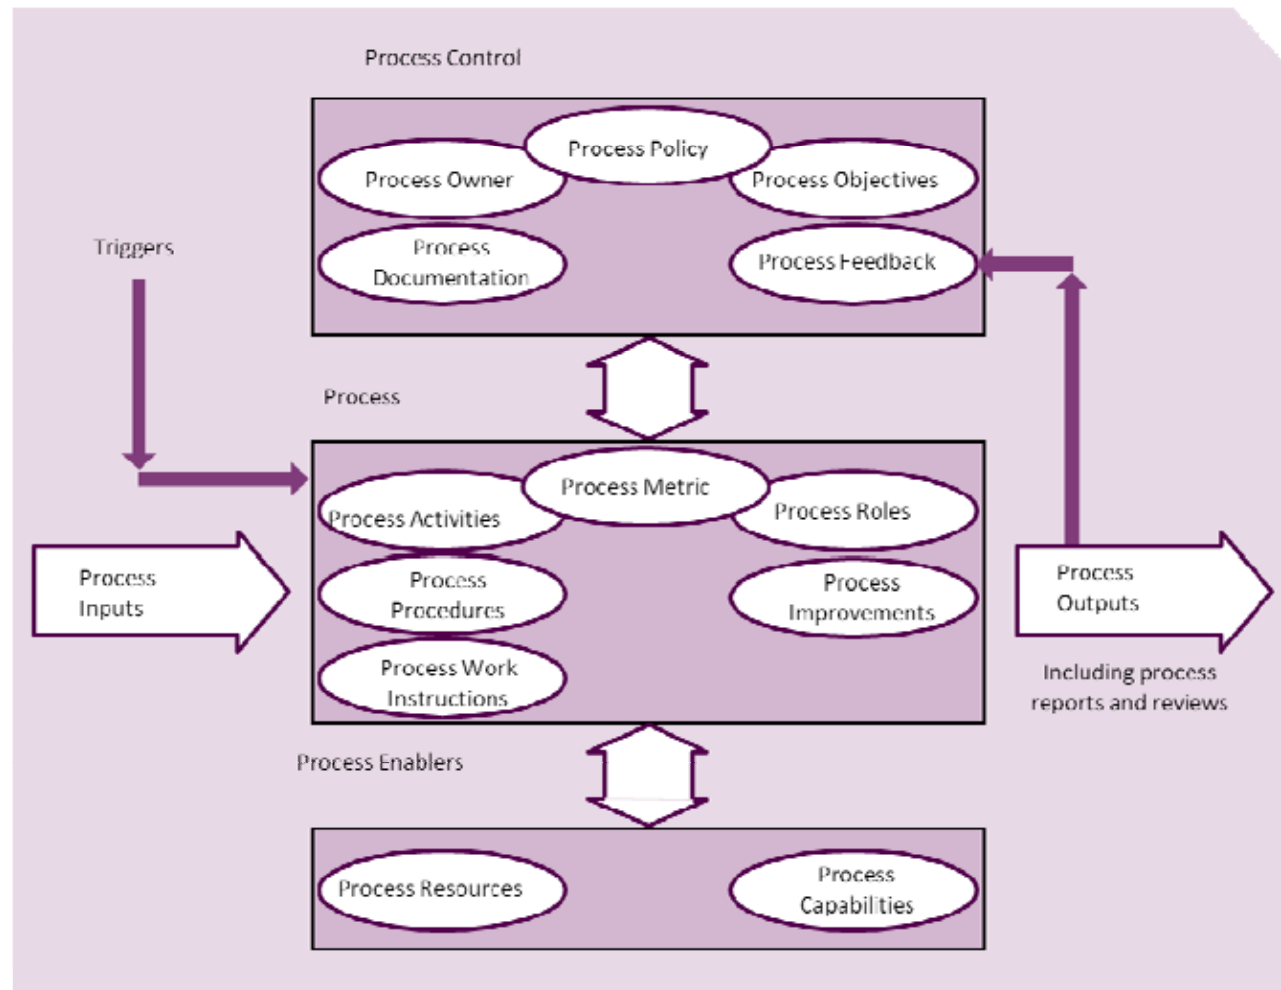 Process Control
Process Policy
Process Owner
Process Objectives
Process
Documentation
Process Feedback
Triggers
Process
Process Metric
Process Activities
Process Roles
Process
Procedures
Process
Improvements
Process Work
Instructions
Process
Inputs
Process
Outputs
Including process
reports and reviews
Process Enablers
Process Resources
Process
Capabilities